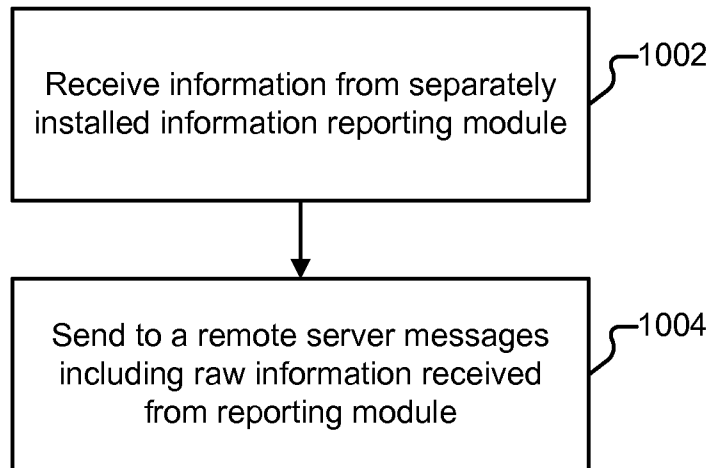 Receive information from separately
installed information reporting module
1002
Send to a remote server messages
including raw information received
from reporting module
1004